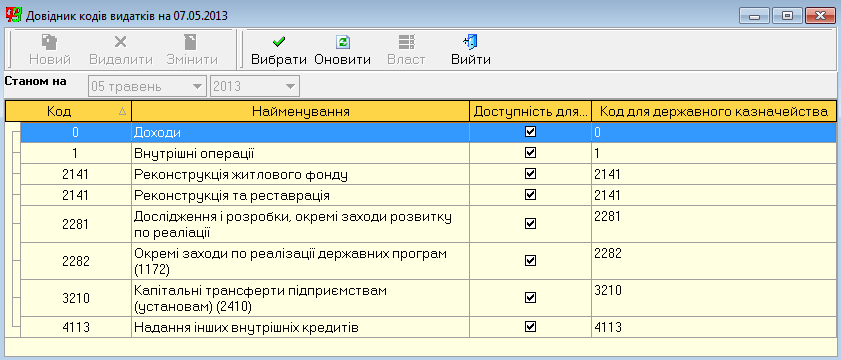 Довідник кодів видатків на 07.05.2013
Новий Видалити Змінити Вибрати Оновити Власт Вийти
Станом на 05 травень 2013
Код Найменування Доступність для... Код для державного казначейства
0 Доходи 0
1 Внутрішні операції 1
2141 Реконструкція житлового фонду 2141
2141 Реконструкція та реставрація 2141
2281 Дослідження і розробки, окремі заходи розвитку 2281
по реаліації
2282 Окремі заходи по реалізації державних програм 2282
(1172)
3210 Капітальні трансферти підприємствам 3210
(установам) (2410)
4113 Надання інших внутрішніх кредитів 4113